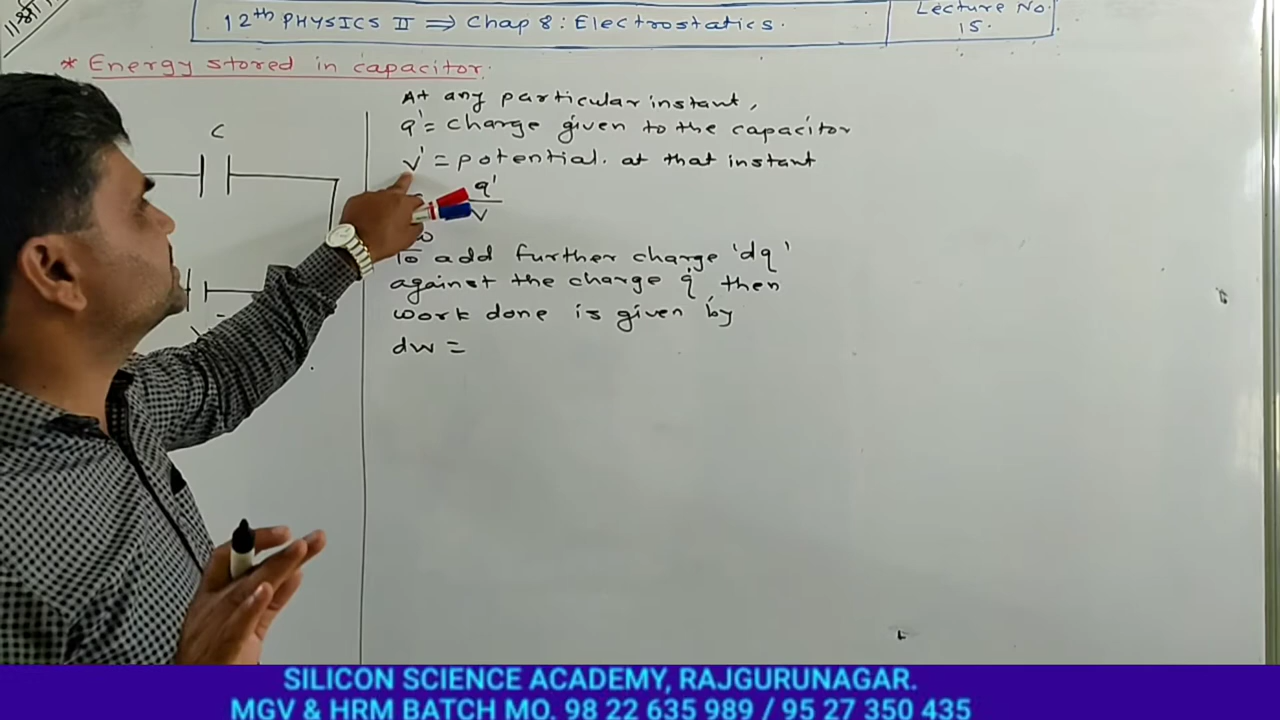 ॥श्री॥
12th PHYSICS II ⇒ Chap 8: Electrostatics.
Lecture No.
15.
* Energy stored in capacitor.
C
At any particular instant,
q' = charge given to the capacitor
V' = potential. at that instant
q'
V
To add further charge 'dq'
against the charge q', then
work done is given by
dw =
SILICON SCIENCE ACADEMY, RAJGURUNAGAR.
MGV & HRM BATCH MO. 98 22 635 989 / 95 27 350 435